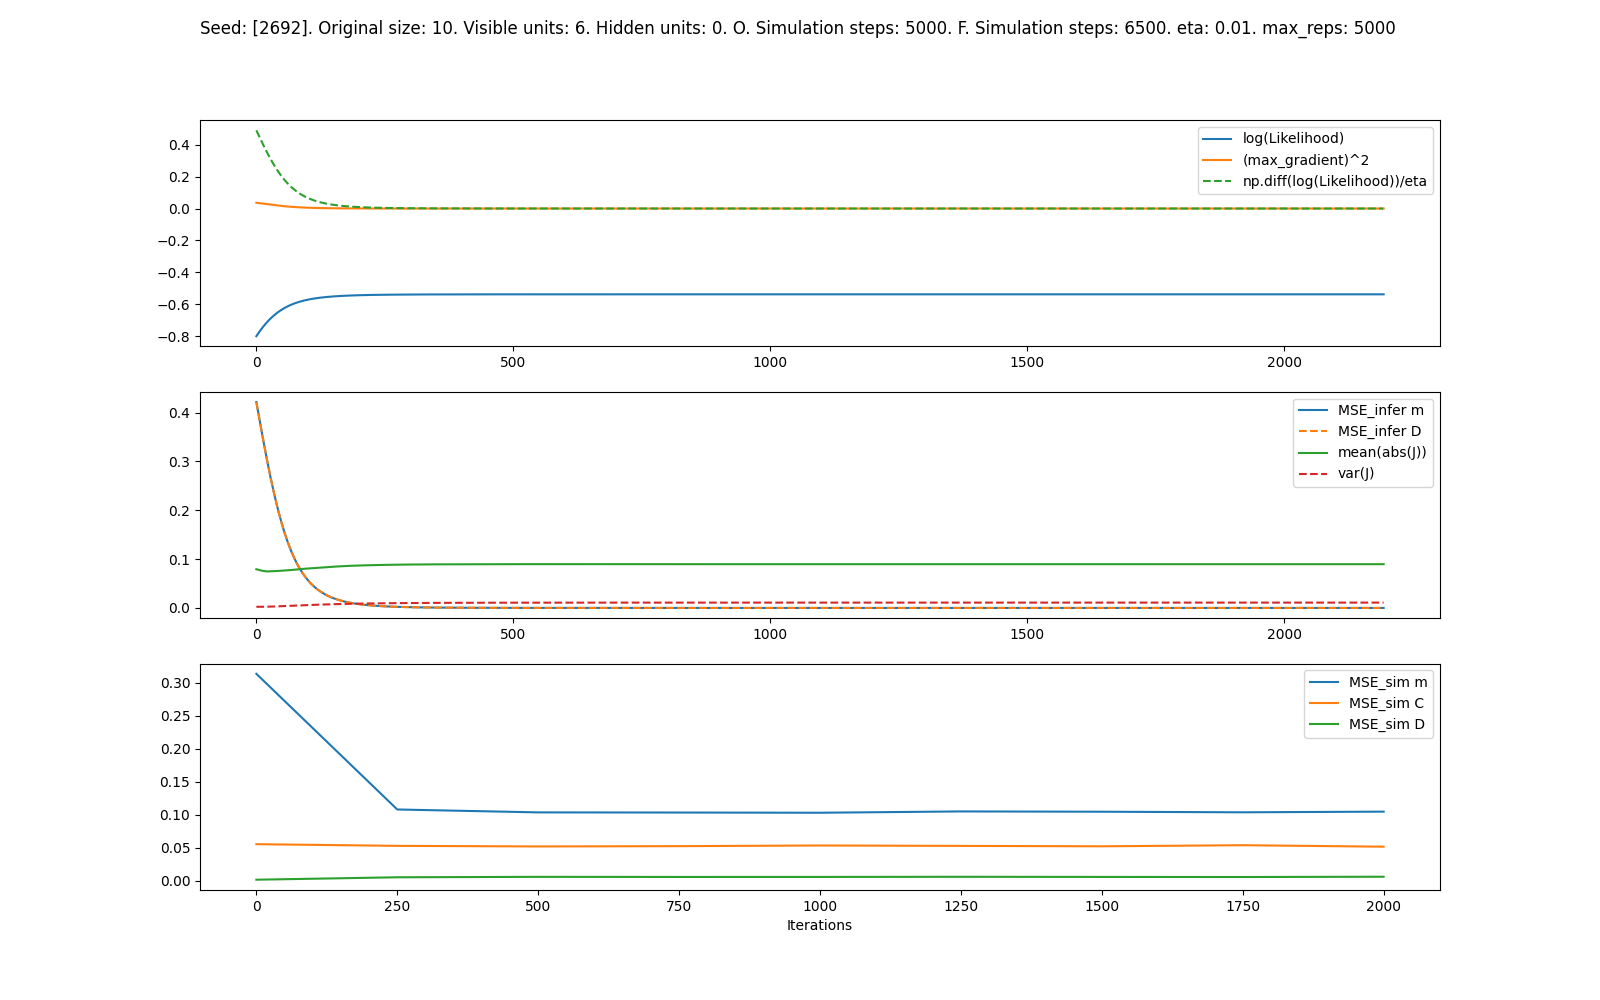 Seed: [2692]. Original size: 10. Visible units: 6. Hidden units: 0. O. Simulation steps: 5000. F. Simulation steps: 6500. eta: 0.01. max_reps: 5000
0.4
0.2
0.0
−0.2
−0.4
−0.6
−0.8
log(Likelihood)
(max_gradient)^2
np.diff(log(Likelihood))/eta
0 500 1000 1500 2000
0.4
0.3
0.2
0.1
0.0
MSE_infer m
MSE_infer D
mean(abs(J))
var(J)
0 500 1000 1500 2000
0.30
0.25
0.20
0.15
0.10
0.05
0.00
MSE_sim m
MSE_sim C
MSE_sim D
0 250 500 750 1000 1250 1500 1750 2000
Iterations